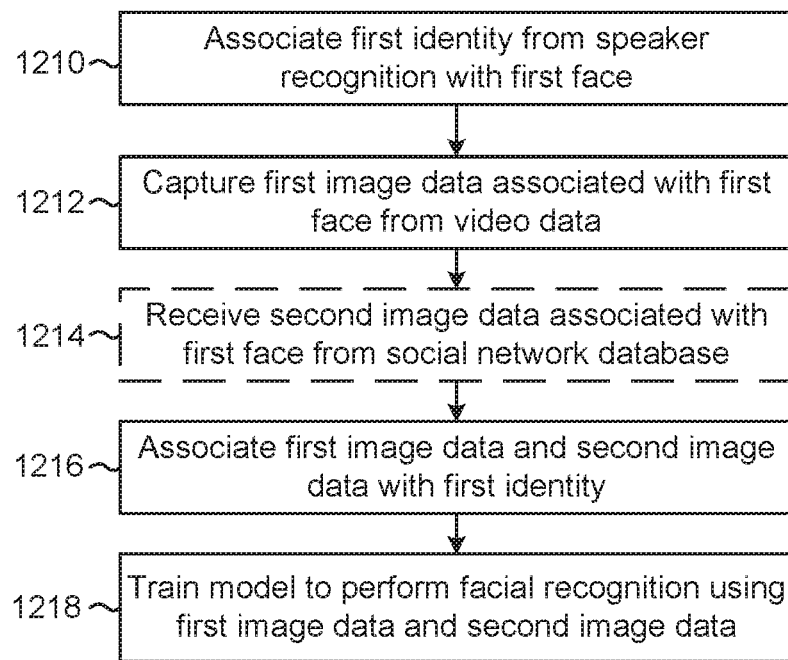 1210
Associate first identity from speaker
recognition with first face
1212
Capture first image data associated with first
face from video data
1214
Receive second image data associated with
first face from social network database
1216
Associate first image data and second image
data with first identity
1218
Train model to perform facial recognition using
first image data and second image data